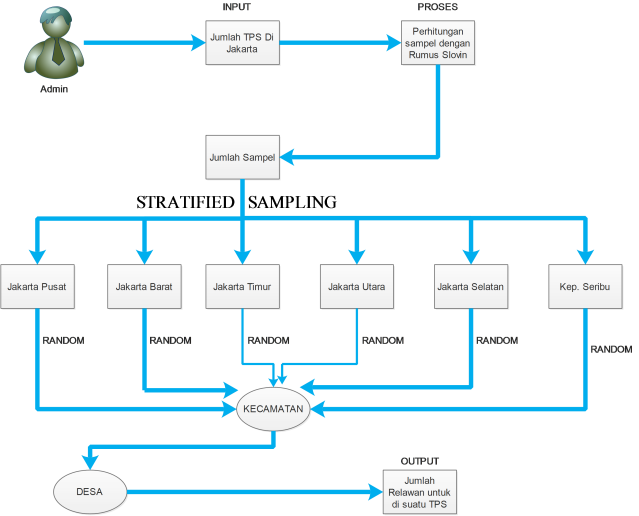 INPUT
PROSES
Admin
Jumlah TPS Di
Jakarta
Perhitungan
sampel dengan
Rumus Slovin
Jumlah Sampel
STRATIFIED SAMPLING
Jakarta Pusat
Jakarta Barat
Jakarta Timur
Jakarta Utara
Jakarta Selatan
Kep. Seribu
RANDOM
RANDOM
RANDOM
RANDOM
RANDOM
RANDOM
KECAMATAN
DESA
OUTPUT
Jumlah
Relawan untuk
di suatu TPS